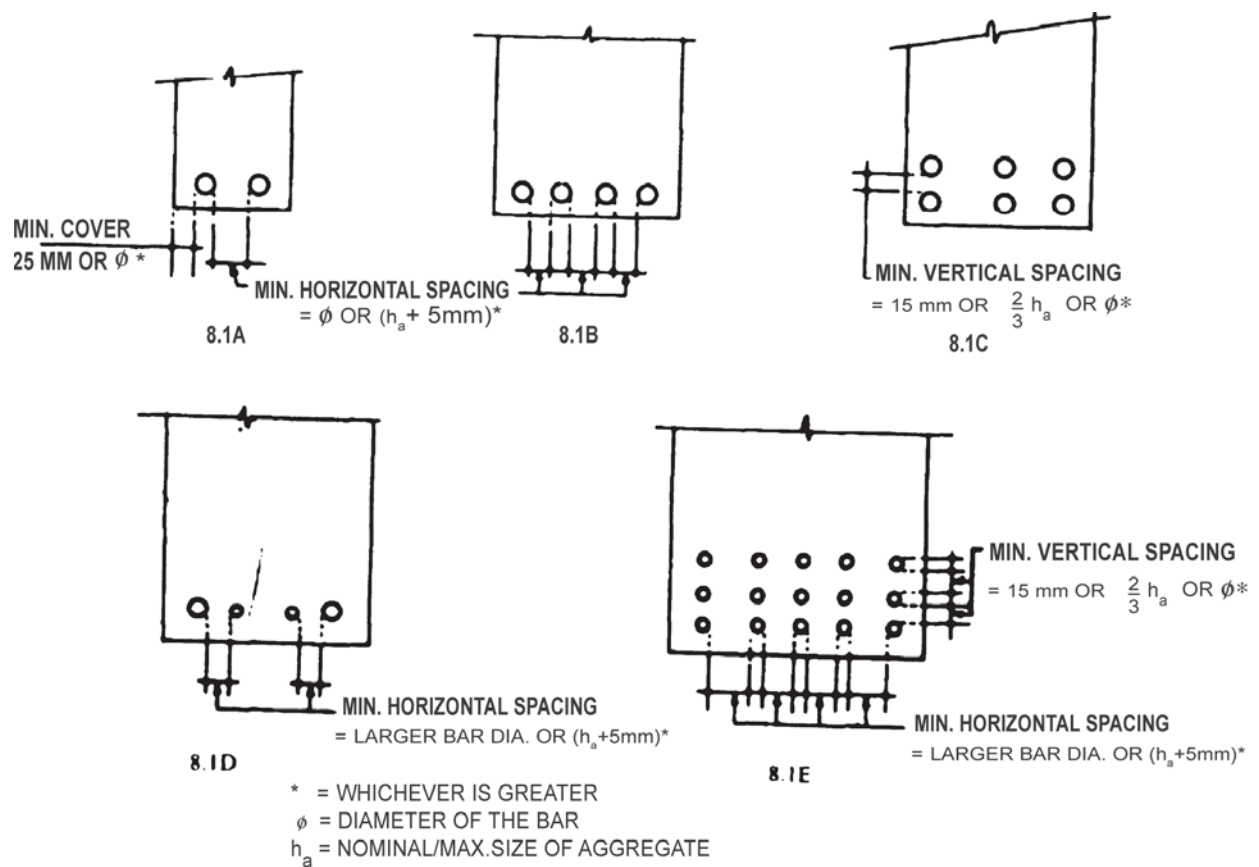 MIN. COVER
25 MM OR ϕ *
MIN. HORIZONTAL SPACING
= ϕ OR (hₐ+ 5mm)*
8.1A
8.1B
MIN. VERTICAL SPACING
= 15 mm OR 2/3 hₐ OR ϕ*
8.1C
MIN. HORIZONTAL SPACING
= LARGER BAR DIA. OR (hₐ+5mm)*
8.1D
MIN. VERTICAL SPACING
= 15 mm OR 2/3 hₐ OR ϕ*
MIN. HORIZONTAL SPACING
= LARGER BAR DIA. OR (hₐ+5mm)*
8.1E
* = WHICHEVER IS GREATER
ϕ = DIAMETER OF THE BAR
hₐ = NOMINAL/MAX.SIZE OF AGGREGATE